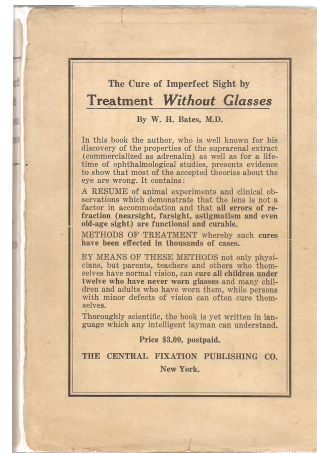 The Cure of Imperfect Sight by
Treatment Without Glasses
By W. H. Bates, M.D.
In this book the author, who is well known for his
discovery of the properties of the suprarenal extract
(commercialized as adrenalin) as well as for a life-
time of ophthalmological studies, presents evidence
to show that most of the accepted theories about the
eye are wrong. It contains:
A RESUME of animal experiments and clinical ob-
servations which demonstrate that the lens is not a
factor in accommodation and that all errors of re-
fraction (nearsight, farsight, astigmatism and even
old-age sight) are functional and curable.
METHODS OF TREATMENT whereby such cures
have been effected in thousands of cases.
BY MEANS OF THESE METHODS not only physi-
cians, but parents, teachers and others who them-
selves have normal vision, can cure all children under
twelve who have never worn glasses and many chil-
dren and adults who have worn them, while persons
with minor defects of vision can often cure them-
selves.
Thoroughly scientific, the book is yet written in lan-
guage which any intelligent layman can understand.
Price $3.00, postpaid.
THE CENTRAL FIXATION PUBLISHING CO.
New York.